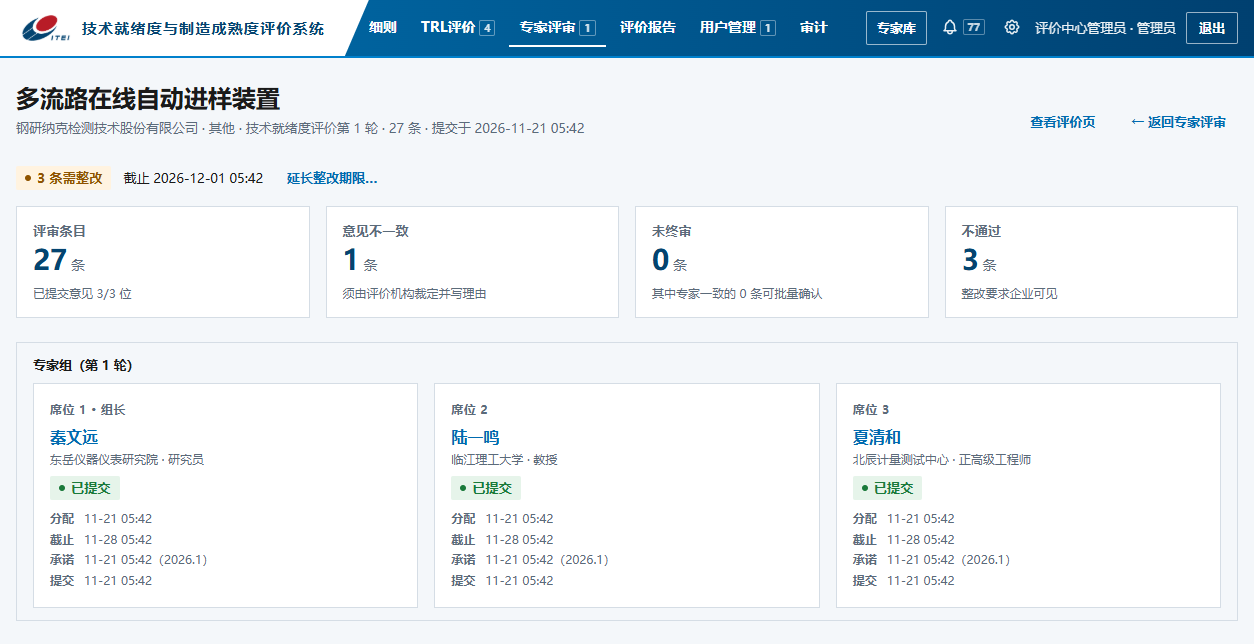 ITEI 技术就绪度与制造成熟度评价系统 细则 TRL评价 4 专家评审 1 评价报告 用户管理 1 审计 专家库 77 评价中心管理员 · 管理员 退出
多流路在线自动进样装置
钢研纳克检测技术股份有限公司 · 其他 · 技术就绪度评价第 1 轮 · 27 条 · 提交于 2026-11-21 05:42
查看评价页 ← 返回专家评审
• 3 条需整改 截止 2026-12-01 05:42 延长整改期限...
评审条目
27 条
已提交意见 3/3 位
意见不一致
1 条
须由评价机构裁定并写理由
未终审
0 条
其中专家一致的 0 条可批量确认
不通过
3 条
整改要求企业可见
专家组（第 1 轮）
席位 1 · 组长
秦文远
东岳仪器仪表研究院 · 研究员
• 已提交
分配 11-21 05:42
截止 11-28 05:42
承诺 11-21 05:42（2026.1）
提交 11-21 05:42
席位 2
陆一鸣
临江理工大学 · 教授
• 已提交
分配 11-21 05:42
截止 11-28 05:42
承诺 11-21 05:42（2026.1）
提交 11-21 05:42
席位 3
夏清和
北辰计量测试中心 · 正高级工程师
• 已提交
分配 11-21 05:42
截止 11-28 05:42
承诺 11-21 05:42（2026.1）
提交 11-21 05:42